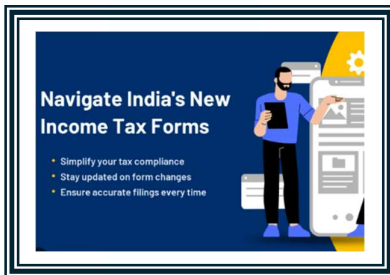 Navigate India's New
Income Tax Forms
• Simplify your tax compliance
• Stay updated on form changes
• Ensure accurate filings every time